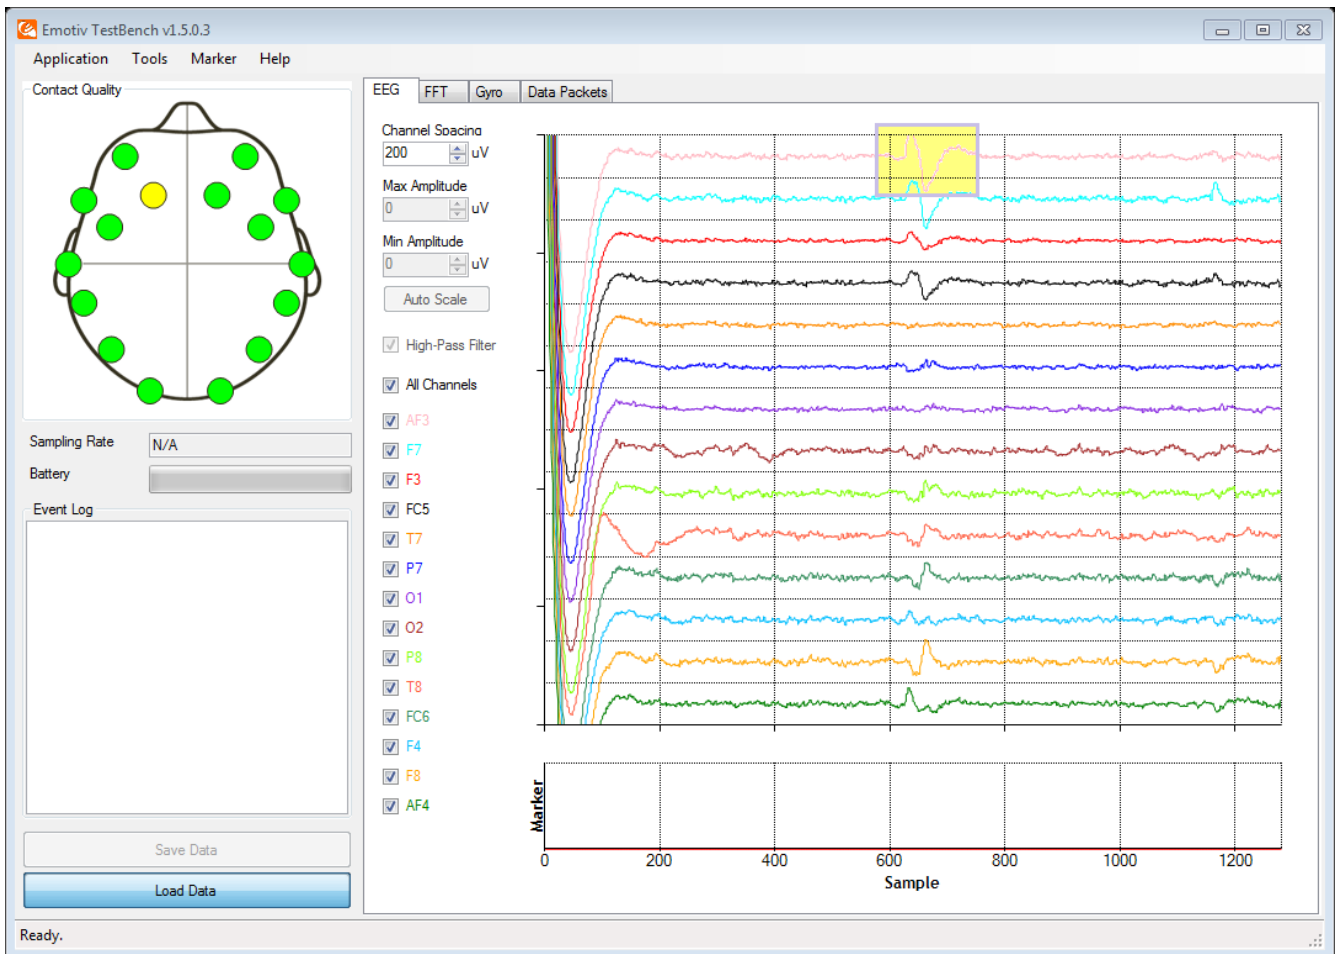 Emotiv TestBench v1.5.0.3
Application Tools Marker Help
Contact Quality
Sampling Rate N/A
Battery
Event Log
Save Data
Load Data
EEG FFT Gyro Data Packets
Channel Spacing
200 uV
Max Amplitude
0 uV
Min Amplitude
0 uV
Auto Scale
High-Pass Filter
All Channels
AF3
F7
F3
FC5
T7
P7
O1
O2
P8
T8
FC6
F4
F8
AF4
Marker
0 200 400 600 800 1000 1200
Sample
Ready.